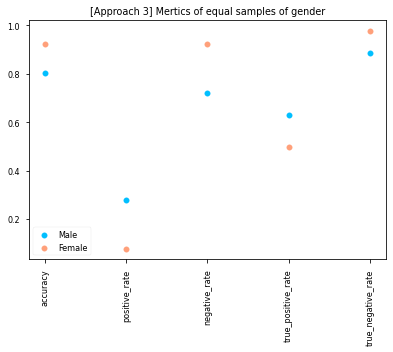 [Approach 3] Mertics of equal samples of gender
1.0
0.8
0.6
0.4
0.2
Male
Female
accuracy
positive_rate
negative_rate
true_positive_rate
true_negative_rate